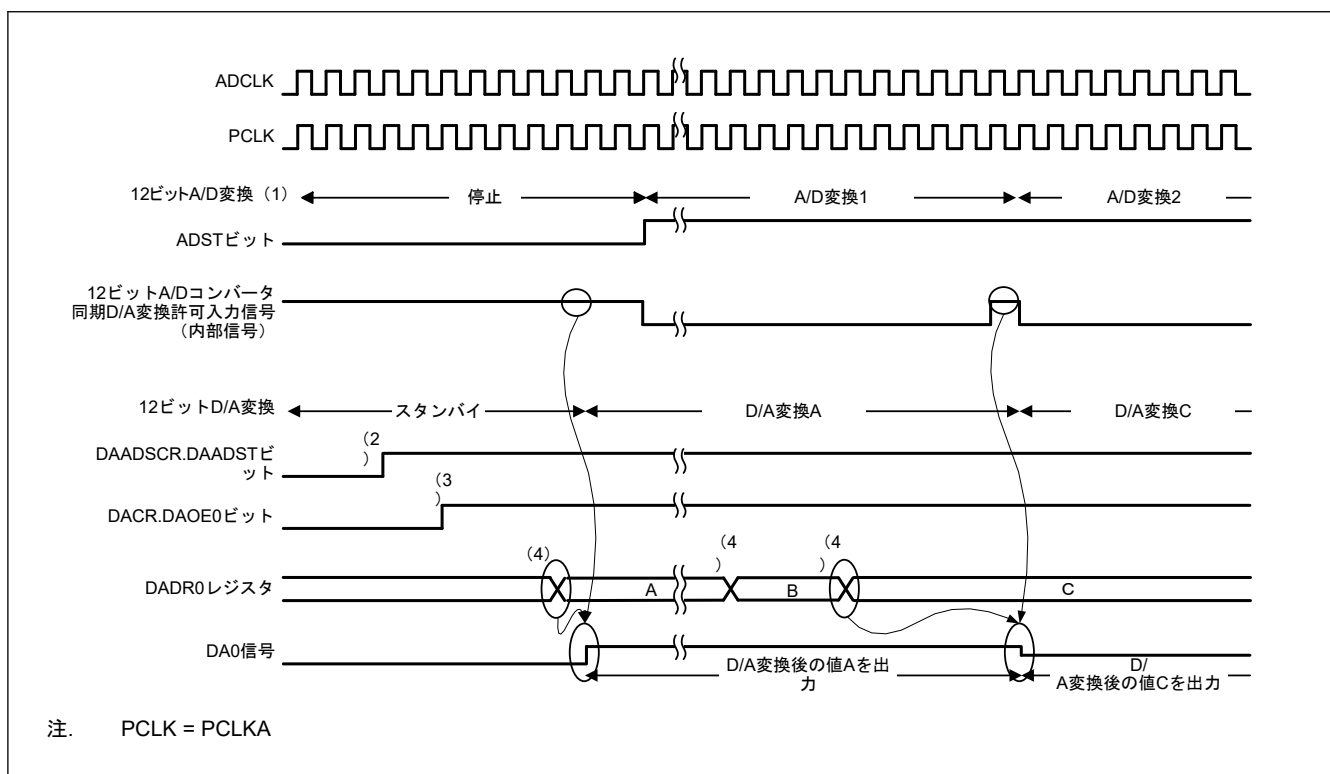 ADCLK
PCLK
12ビットA/D変換（1）
停止
A/D変換1
A/D変換2
ADSTビット
12ビットA/Dコンバータ
同期D/A変換許可入力信号
（内部信号）
12ビットD/A変換
スタンバイ
D/A変換A
D/A変換C
DAADSCR.DAADSTビ
ット
（2
）
DACR.DAOE0ビット
（3
）
DADR0レジスタ
（4）
A
（4
）
B
（4
）
C
DA0信号
D/A変換後の値Aを出
力
D/
A変換後の値Cを出力
注. PCLK = PCLKA